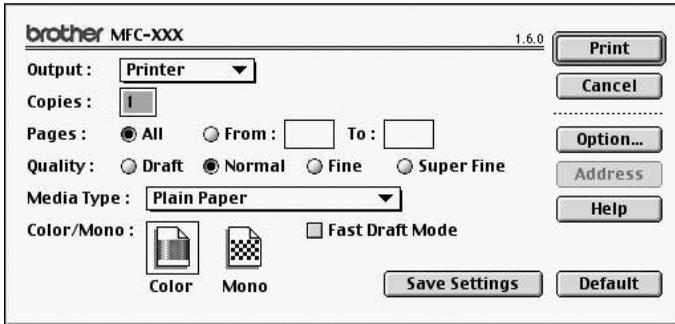 brother MFC-XXX 1.6.0 Print
Output : Printer Cancel
Copies : 1
Pages : All From : To : Option...
Quality : Draft Normal Fine Super Fine Address
Media Type : Plain Paper Help
Color/Mono : Fast Draft Mode
Color Mono Save Settings Default